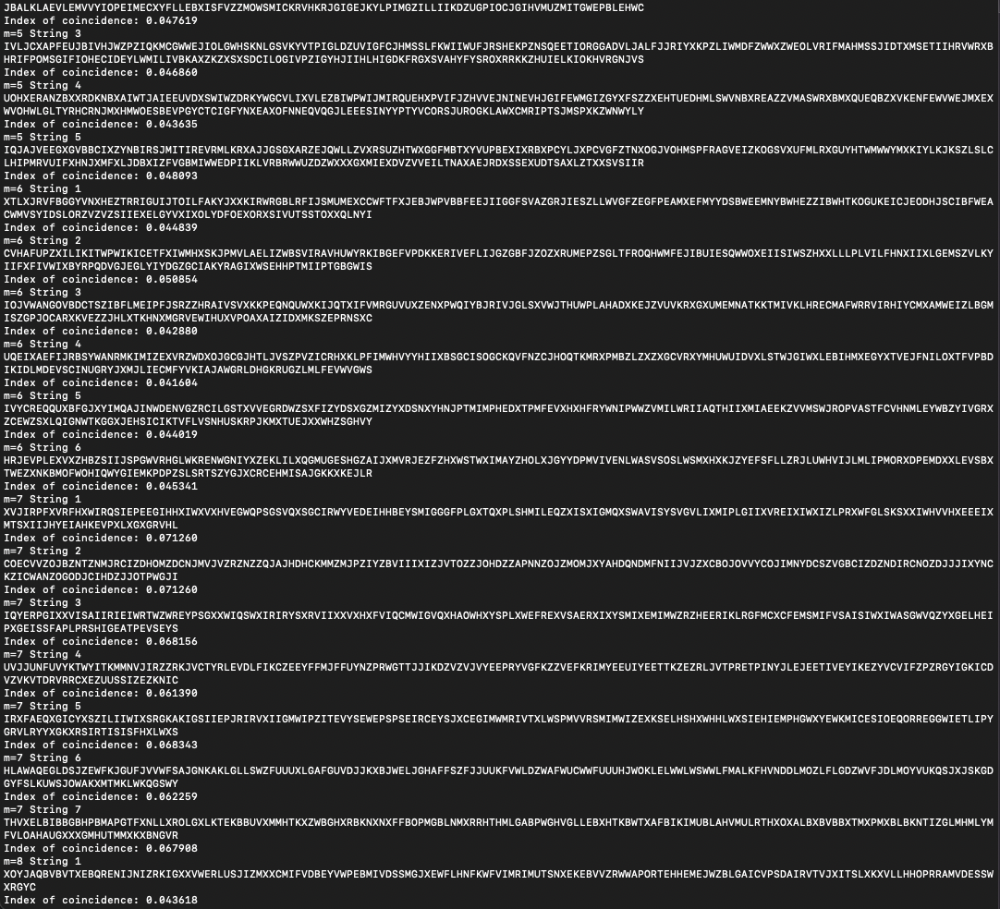 JBALKLAEVLEMVVYIOPEIMECXYFLLEBXISFVZZMOWSMICKRVHKRJGIGEJKYLPIMGZILLIIKDZUGPIOCJGIHVMUZMITGWEPBLEHWC
Index of coincidence: 0.047619
m=5 String 3
IVLJCXAPFEUJBIVHJWZPZIQKMCGWWEJIOLGWHSKNLGSVKYVTPIGLDZUVIGFCJHMSSLFKWIIWUFJRSHEKPZNSQEETIORGGADVLJALFJJRIYXKPZLIWMDFZWWXZWEOLVRIFMAHMSSJIDTXMSETIIHRVWRXB
HRIFPOMSGIFIOHECIDEYLWMILIVBKAXZKZXSXSDCILOGIVPZIGYHJIIHLHIGDKFRGXSVAHYFYSROXRRKKZHUIELKIOKHVRGNJVS
Index of coincidence: 0.046860
m=5 String 4
UOHXERANZBXXRDKNBXAIWTJAIEEUVDXSWIWZDRKYWGCVLIXVLEZBIWPWIJMIRQUEHXPVIFJZHVVEJNINEVHJGIFEWMGIZGYXFSZZXEHTUEDHMLSWVNBXREAZZVMASWRXBMXQUEQBZXVKENFEWVWEJMXEX
WVOHWLGLTYRHCRNJMXHMWOESBEVPGYCTCIGFYNXEAXOFNNEQVQGJLEEESINYYPTYVCORSJUROGKLAWXCMRIPTSJMSPXKZWNWYLY
Index of coincidence: 0.043635
m=5 String 5
IQJAJVEEGXGVBBCIXZYNBIRSJMITIREVRMLKRXAJJGSGXARZEJQWLLZVXRSUZHTWXGGFMBTXYVUPBEXIXRBXPCYLJXPCVGFZTNXOGJVOHMSPFRAGVEIZKOGSVXUFMLRXGUYHTWMWWYMXKIYLKJKSZLSLC
LHIPMRVUIFXHNJXMFXLJDBXIZFVGBMIWWEDPIIKLVRBRWWUZDZWXXXGXMIEXDVZVVEILTNAXAEJRDXSSEXUDTSAXLZTXXSVSIIR
Index of coincidence: 0.048093
m=6 String 1
XTLXJRVFBGGYVNXHEZTRRIGUIJTOILFAKYJXXKIRWRGBLRFIJSMUMEXCCWFTFXJEBJWPVBBFEEJIIGGFSVAZGRJIESZLLWVGFZEGFPEAMXEFMYYDSBWEEMNYBWHEZZIBWHTKOGUKEICJEODHJSCIBFWEA
CWMVSYIDSLORZVZVZSIIEXELGYVXIXOLYDFOEXORXSIVUTSSTOXXQLNYI
Index of coincidence: 0.044839
m=6 String 2
CVHAFUPZXILIKITWPWIKICETFXIWMHXSKJPMVLAELIZWBSVIRAVHUWYRKIBGEFVPDKKERIVEFLIJGZGBFJZOZXRUMEPZSGLTFROQHWMFEJIBUIESQWWOXEIISIWSZHXXLLLPLVILFHNXIIXLGEMSZVLKY
IIFXFIVWIXBYRPQDVGJEGLYIYDGZGCIAKYRAGIXWSEHHPTMIIPTGBGWIS
Index of coincidence: 0.050854
m=6 String 3
IOJVWANGOVBDCTSZIBFLMEIPFJSRZZHRAIVSVXKKPEQNQUWXKIJQTXIFVMRGUVUXZENXPWQIYBJRIVJGLSXVWJTHUWPLAHADXKEJZVUVKRXGXUMEMNATKKTMIVKLHRECMAFWRRVIRHIYCMXAMWEIZLBGM
ISZGPJOCARXKVEZZJHLXTKHNXMGRVEWIHUXVPOAXAIZIDXMKSZEPRNSXC
Index of coincidence: 0.042880
m=6 String 4
UQEIXAEFIJRBSYWANRMKIMIZEXVRZWDXOJGCGJHTLJVSZPVZICRHXKLPFIMWHVYYHIIXBSGCISOGCKQVFNZCJHOQTKMRXPMBZLZXZXGCVRXYMHUWUIDVXLSTWJGIWXLEBIHMXEGYXTVEJFNILOXTFVPBD
IKIDLMDEVSCINUGRYJXMJLIECMFYVKIAJAWGRLDHGKRUGZLMLFEVWVGWS
Index of coincidence: 0.041604
m=6 String 5
IVYCREQQUXBFGJXYIMQAJINWDENVGZRCILGSTXVVEGRDWZSXFIZYDSXGZMIZYXDSNXYHNJPTMIMPHEDXTPMFEVXHXHFRYWNIPWWZVMILWRIIAQTHIIXMIAEEKZVVMSWJROPVASTFCVHNMLEYWBZYIVGRX
ZCEWZSXLQIGNWTKGGXJEHSICIKTVFLVSNHUSKRPJKMXTUEJXXWHZSGHVY
Index of coincidence: 0.044019
m=6 String 6
HRJEVPLEXVXZHBZSIIJSPGWVRHGLWKRENWGNIYXZEKLILXQGMUGESHGZAIJXMVRJEZFZHXWSTWXIMAYZHOLXJGYYDPMVIVENLWASVSOSLWSMXHXKJZYEFSFLLZRJLUWHVIJLMLIPMORXDPEMDXXLEVSBX
TWEZXNKBMOFWOHIQWYGIEMKPDPZSLSRTSZYGJXCRCEHMISAJGKKXKEJLR
Index of coincidence: 0.045341
m=7 String 1
XVJIRPFXVRFHXWIRQSIEPEEGIHHXIWXVXHVEGWQPSGSVQXSGCIRWYVEDEIHHBEYSMIGGGFPLGXTQXPLSHMILEQZXISXIGMQXSWAVISYSVGVLIXMIPLGIIXVREIXIWXIZLPRXWFGLSKSXXIWHVVHXEEEIX
MTSXIIJHYEIAHKEVPXLXGXGRVHL
Index of coincidence: 0.071260
m=7 String 2
COECVVZOJBZNTZNMJRCIZDHOMZDCNJMVJVZRZNZZQJAJHDHCKMMZMJPZIYZBVIIIXIZJVTOZZJOHDZZAPNNZOJZMOMJXYAHDQNDMFNIIJVJZXCBOJOVVYCOJIMNYDCSZVGBCIZDZNDIRCNOZDJJJIXYNC
KZICWANZOGODJCIHDZJJOTPWGJI
Index of coincidence: 0.071260
m=7 String 3
IQYERPGIXXVISAIIRIEIWRTWZWREYPSGXXWIQSWXIRIRYSXRVIIXXVXHXFVIQCMWIGVQXHAOWHXYSPLXWEFREXVSAERXIXYSMIXEMIMWZRZHEERIKLRGFMCXCFEMSMIFVSAISIWXIWASGWVQZYXGELHEI
PXGEISSFAPLPRSHIGEATPEVSEYS
Index of coincidence: 0.068156
m=7 String 4
UVJJUNFUVYKTWYITKMMNVJIRZZRKJVCTYRLEVDLFIKCZEEYFFMJFFUYNZPRWGTTJJIKDZVZVJVYEEPRYVGFKZZVEFKRIMYEEUIYEETTKZEZRLJVTPRETPINYJLEJEETIVEYIKEZYVCVIFZPZRGYIGKICD
VZVKVTDRVRRCXEZUUSSIZEZKNIC
Index of coincidence: 0.061390
m=7 String 5
IRXFAEQXGICYXSZILIIWIXSRGKAKIGSIIEPJRIRVXIIGMWIPZITEVYSEWEPSPSEIRCEYSJXCEGIMWMRIVTXLWSPMVVRSMIMWIZEXKSELHSHXWHHLWXSIEHIEMPHGWXYEWKMICESIOEQORREGGWIETLIPY
GRVLRYYXGKXRSIRTISISFHXLWXS
Index of coincidence: 0.068343
m=7 String 6
HLAWAQEGLDSJZEWFKJGUFJVVWFSAJGNKAKLGLLSWZFUUUXLGAFGUVDJJKXBJWELJGHAFFSZFJJUUKFVWLDZWAFWUCWWFUUUHJWOKLELWWLWSWWLFMALKFHVNDDLMOZLFLGDZWVFJDLMOYVUKQSJXJSKGD
GYFSLKUWSJOWAKXMTMKLWKQGSWY
Index of coincidence: 0.062259
m=7 String 7
THVXELBIBBGBHPBMAPGTFXNLLXROLGXLKTEKBBUVXMMHTKXZWBGHXRBKNXNXFFBOPMGBLNMXRRHTHMLGABPWGHVGLLEBXHTKBWTXAFBIKIMUBLAHVMULRTHXOXALBXBVBBXTMXPMXBLBKNTIZGLMHMLYM
FVLOAHAUGXXXGMHUTMMXKXBNGVR
Index of coincidence: 0.067908
m=8 String 1
XOYJAQBVBVTXEBQRENIJNIZRKIGXXVWERLUSJIZMXXCMIFVDBEYVWPEBMIVDSSMGJXEWFLHNFKWFVIMRIMUTSNXEKEBVVZRWWAPORTEHHEMEJWZBLGAICVPSDAIRVTVJXITSLXKXVLLHHOPRRAMVDESSW
XRGYC
Index of coincidence: 0.043618